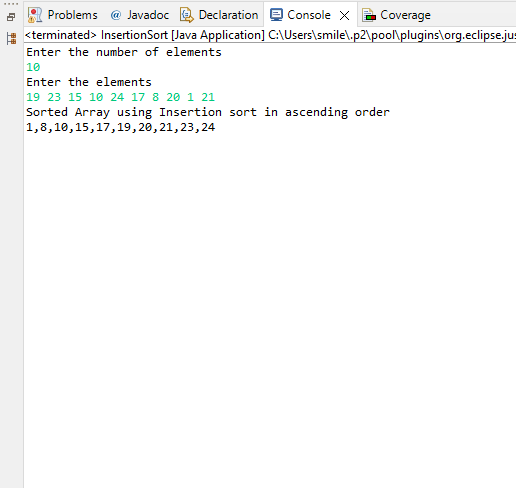 Problems @ Javadoc Declaration Console Coverage
<terminated> InsertionSort [Java Application] C:\Users\smile\.p2\pool\plugins\org.eclipse.jus
Enter the number of elements
10
Enter the elements
19 23 15 10 24 17 8 20 1 21
Sorted Array using Insertion sort in ascending order
1,8,10,15,17,19,20,21,23,24